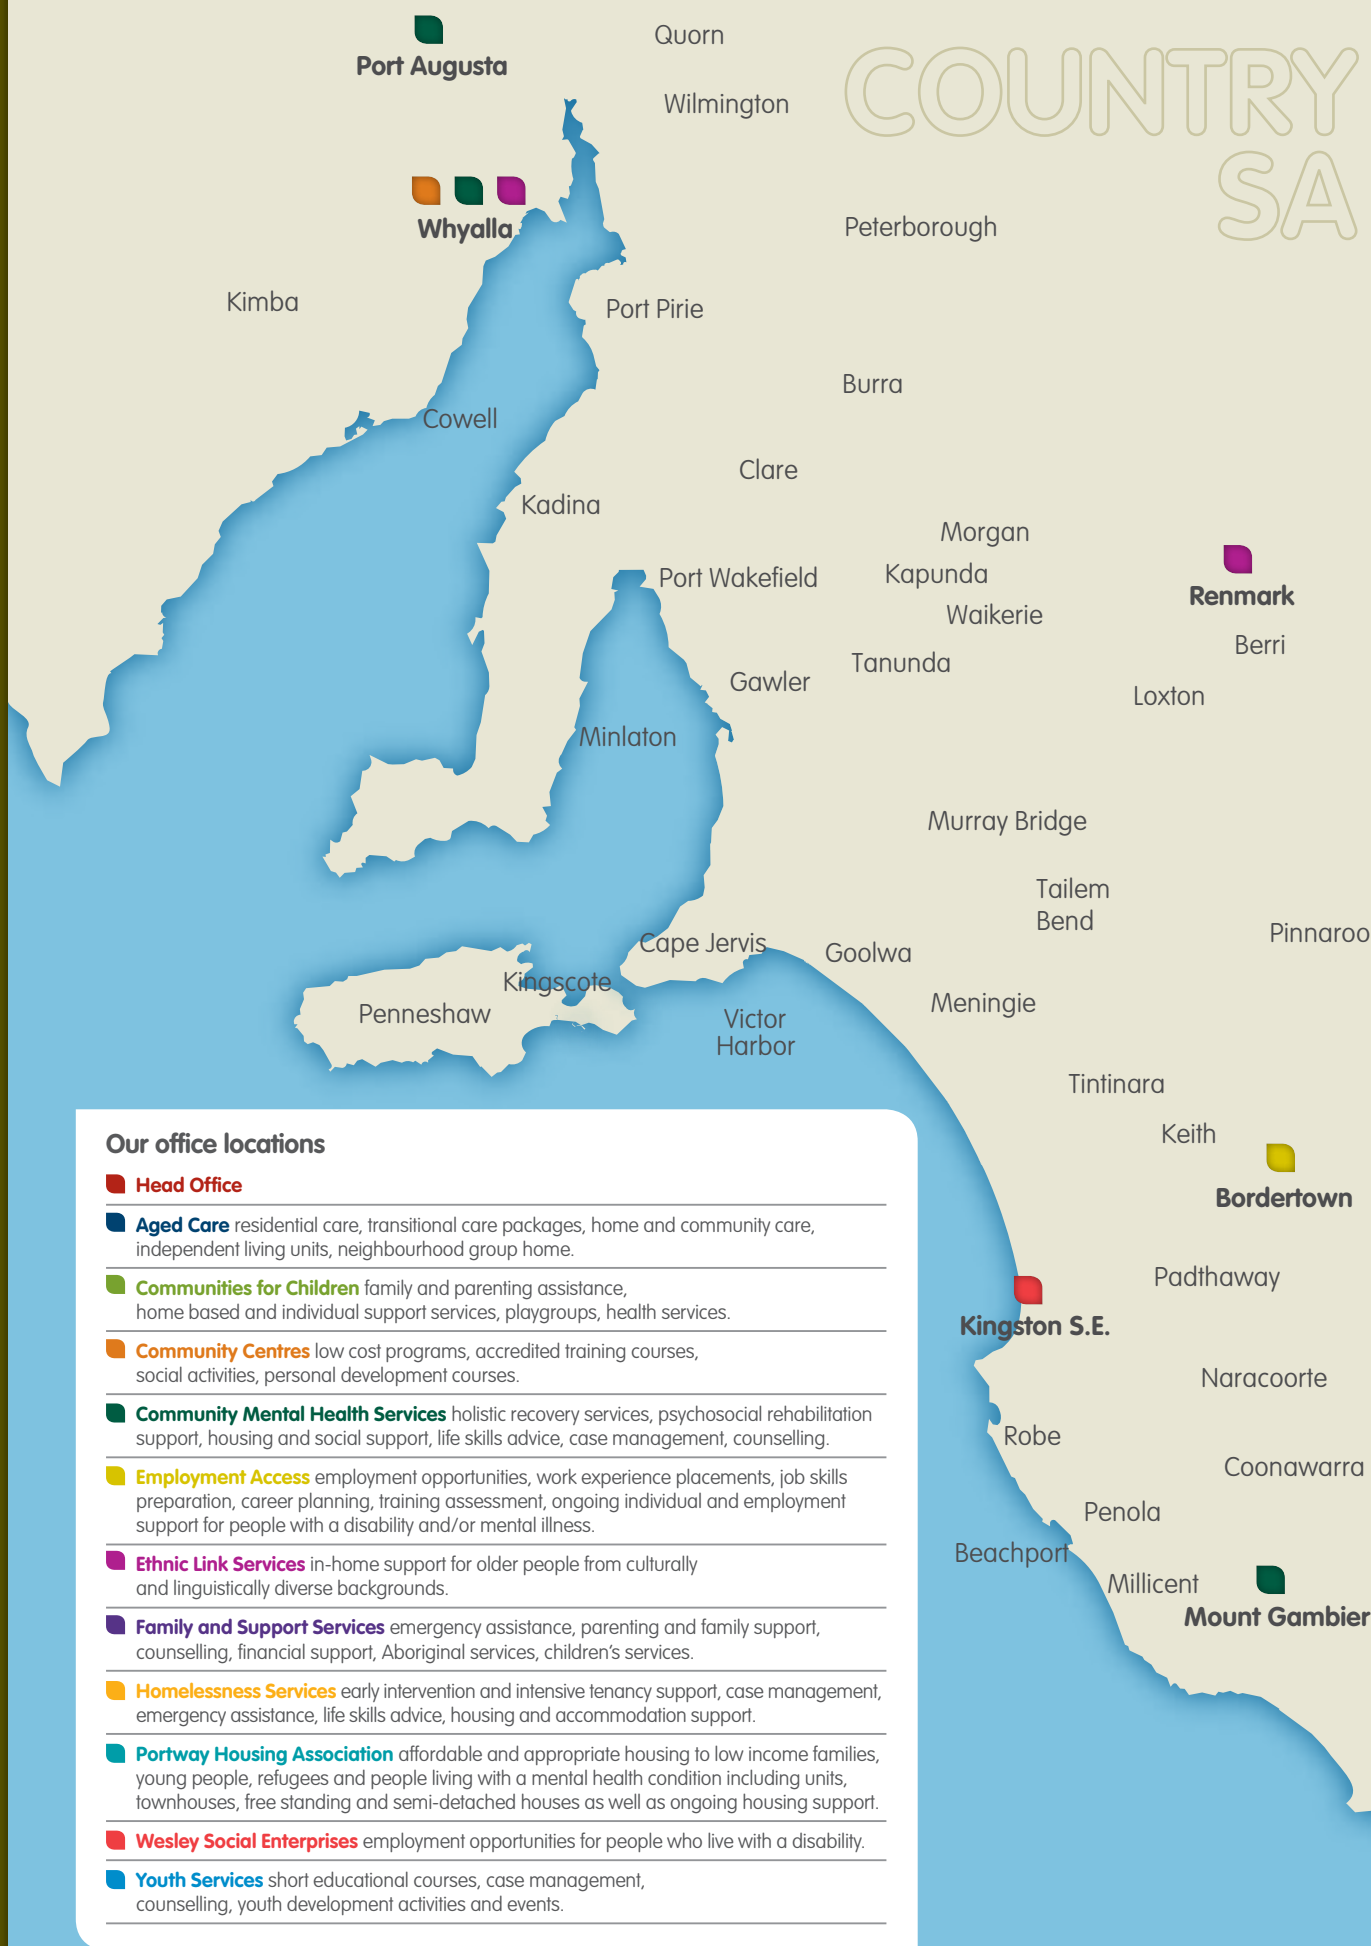 Quorn
COUNTRY
SA
Port Augusta
Wilmington
Whyalla
Peterborough
Kimba
Port Pirie
Burra
Cowell
Clare
Kadina
Morgan
Port Wakefield
Kapunda
Renmark
Waikerie
Berri
Tanunda
Gawler
Loxton
Minlaton
Murray Bridge
Tailem
Bend
Pinnaroo
Cape Jervis
Goolwa
Kingscote
Meningie
Penneshaw
Victor
Harbor
Tintinara
Keith
Bordertown
Padthaway
Kingston S.E.
Naracoorte
Robe
Coonawarra
Penola
Beachport
Millicent
Mount Gambier
Our office locations
Head Office
Aged Care residential care, transitional care packages, home and community care,
independent living units, neighbourhood group home.
Communities for Children family and parenting assistance,
home based and individual support services, playgroups, health services.
Community Centres low cost programs, accredited training courses,
social activities, personal development courses.
Community Mental Health Services holistic recovery services, psychosocial rehabilitation
support, housing and social support, life skills advice, case management, counselling.
Employment Access employment opportunities, work experience placements, job skills
preparation, career planning, training assessment, ongoing individual and employment
support for people with a disability and/or mental illness.
Ethnic Link Services in-home support for older people from culturally
and linguistically diverse backgrounds.
Family and Support Services emergency assistance, parenting and family support,
counselling, financial support, Aboriginal services, children's services.
Homelessness Services early intervention and intensive tenancy support, case management,
emergency assistance, life skills advice, housing and accommodation support.
Portway Housing Association affordable and appropriate housing to low income families,
young people, refugees and people living with a mental health condition including units,
townhouses, free standing and semi-detached houses as well as ongoing housing support.
Wesley Social Enterprises employment opportunities for people who live with a disability.
Youth Services short educational courses, case management,
counselling, youth development activities and events.